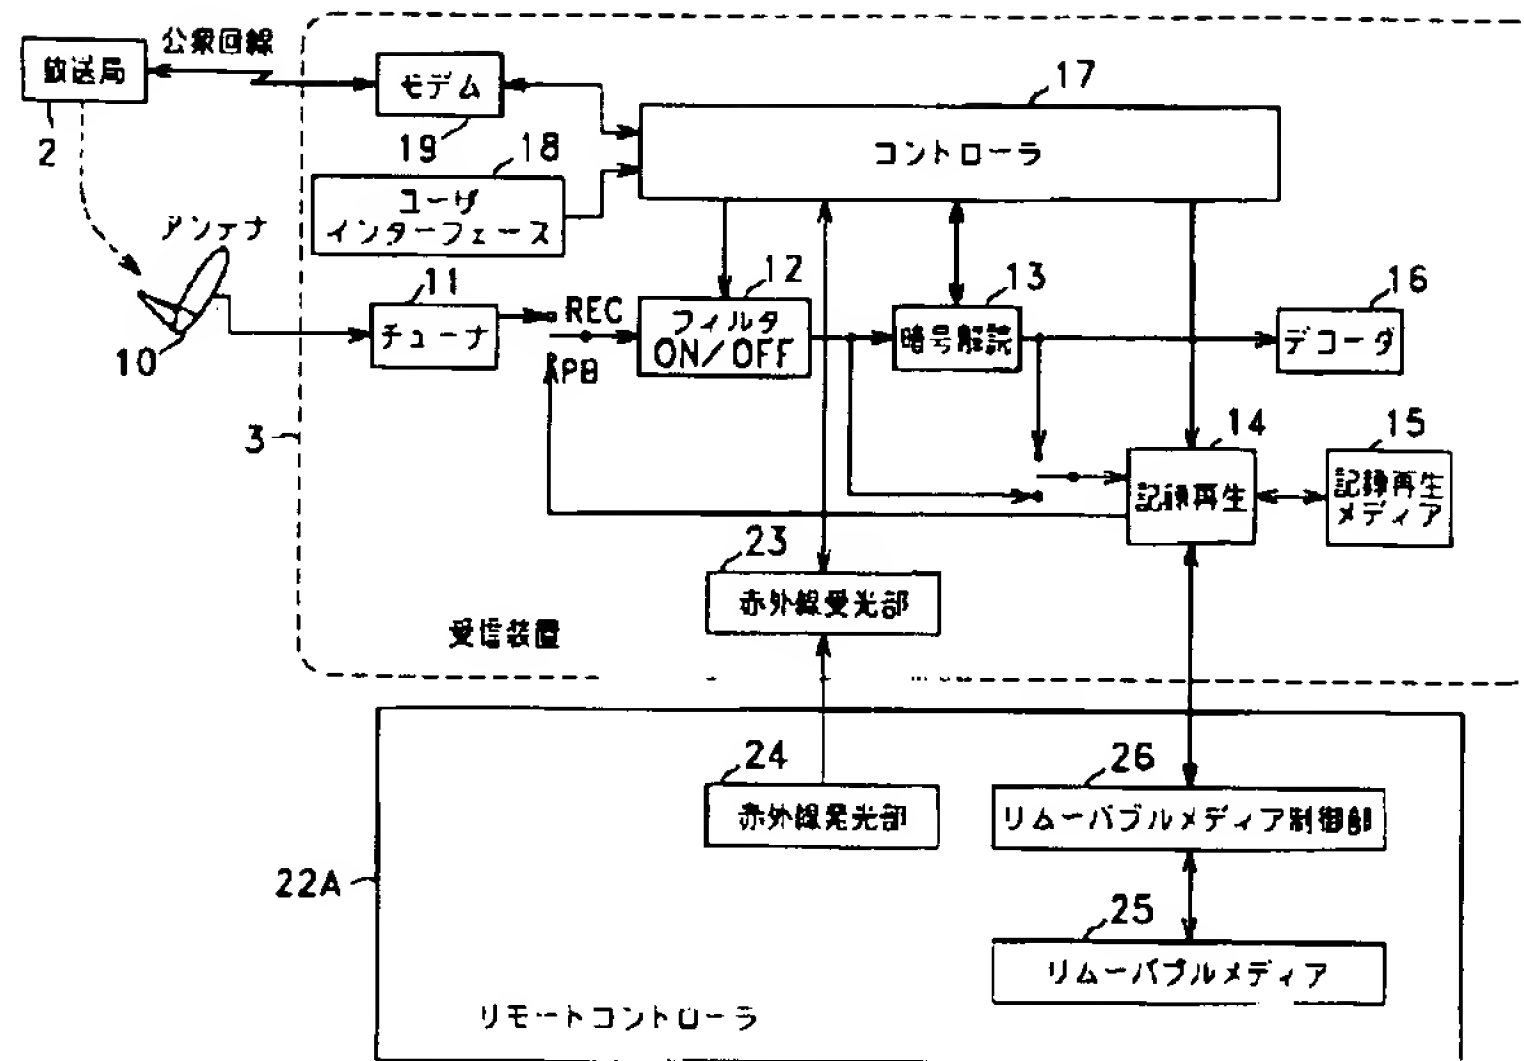 公衆回線
放送局
2
モデム
19
17
コントローラ
18
ユーザ
インターフェース
アンテナ
10
11
チューナ
REC
PB
12
フィルタ
ON/OFF
13
暗号解読
16
デコーダ
3
14
記録再生
15
記録再生
メディア
23
赤外線受光部
受信装置
24
赤外線発光部
26
リムーバブルメディア制御部
22A
25
リムーバブルメディア
リモートコントローラ